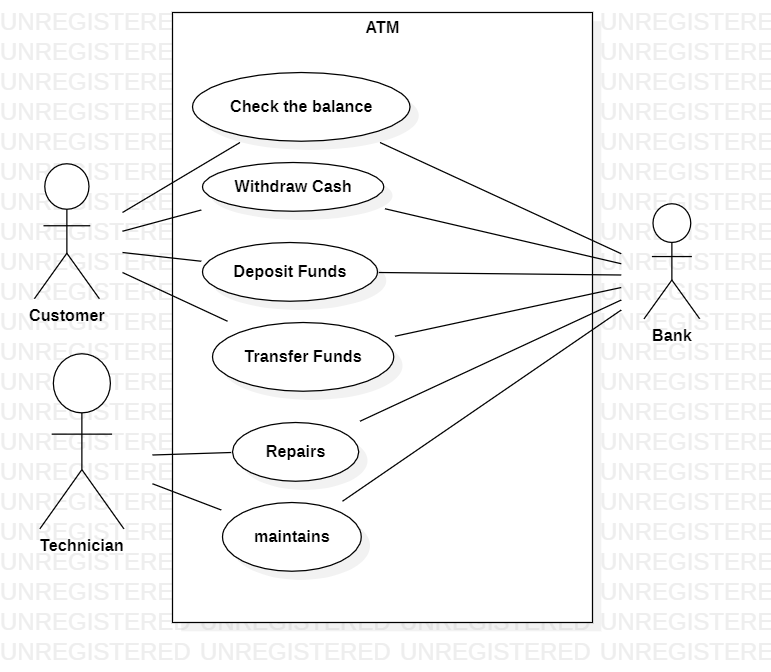 ATM
Check the balance
Withdraw Cash
Deposit Funds
Customer
Bank
Transfer Funds
Repairs
maintains
Technician
UNREGISTERED UNREGISTERED UNREGISTERED UNREGISTERED